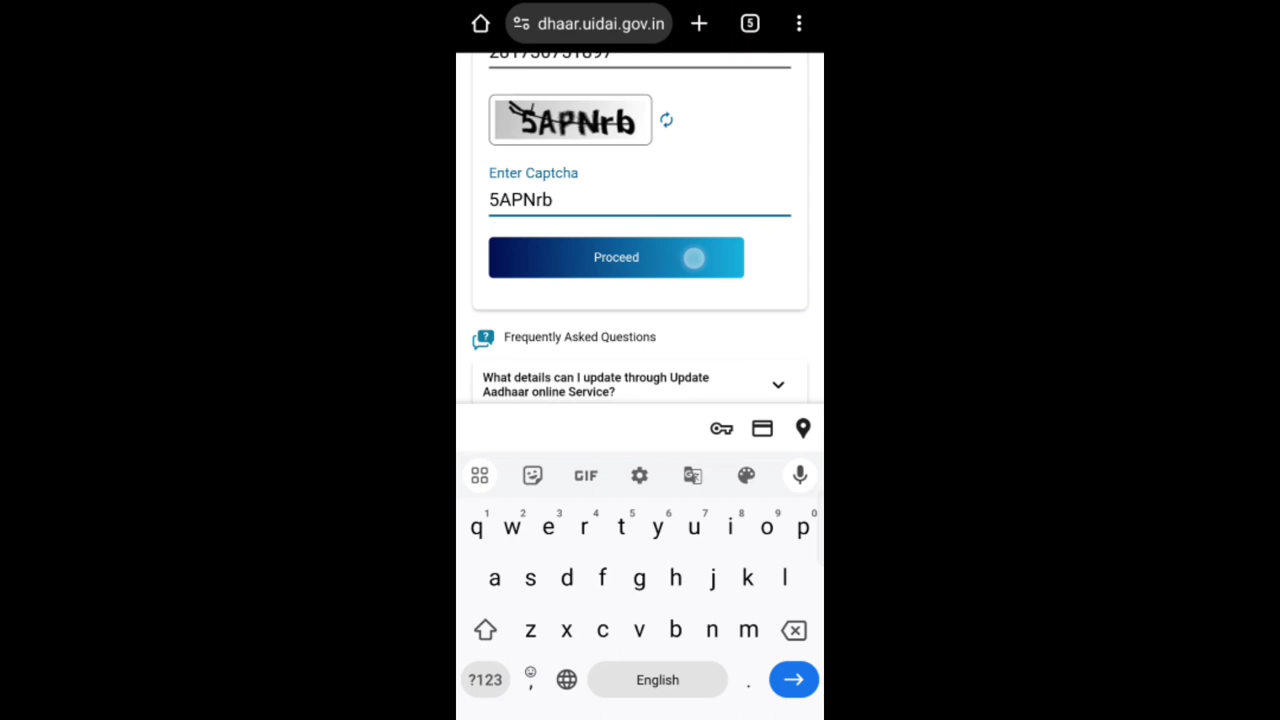 dhaar.uidai.gov.in
5
5APNrb
Enter Captcha
5APNrb
Proceed
Frequently Asked Questions
What details can I update through Update
Aadhaar online Service?
GIF
1 2 3 4 5 6 7 8 9 0
q w e r t y u i o p
a s d f g h j k l
z x c v b n m
?123 , English .